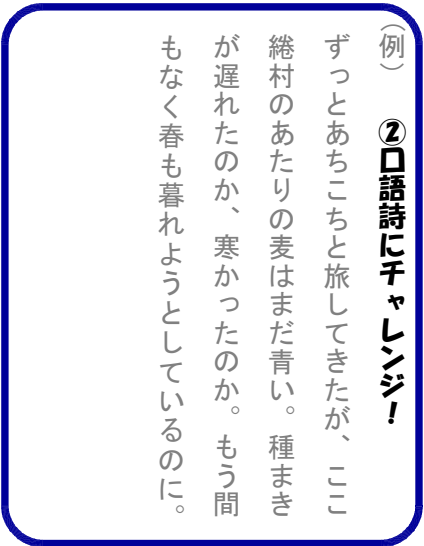 （例）　②口語詩にチャレンジ！
ずっとあちこちと旅してきたが、ここ
綣村のあたりの麦はまだ青い。種まき
が遅れたのか、寒かったのか。もう間
もなく春も暮れようとしているのに。